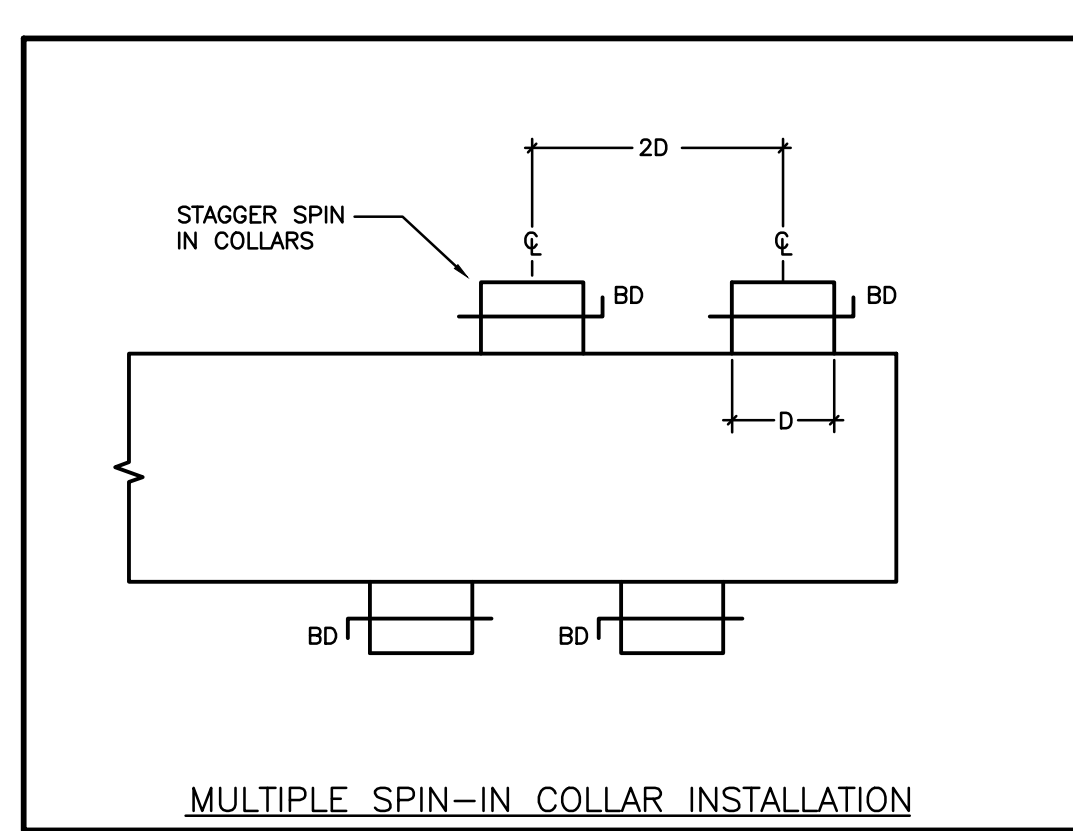 2D
STAGGER SPIN
IN COLLARS
℄ ℄
BD BD
D
BD BD
MULTIPLE SPIN-IN COLLAR INSTALLATION